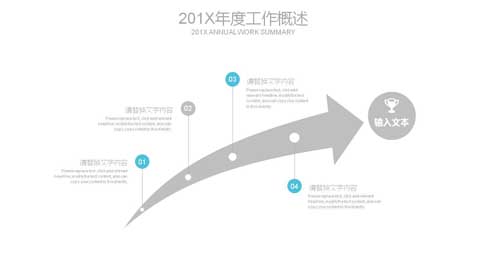 201X年度工作概述
201X ANNUAL WORK SUMMARY
03
请替换文字内容
Please replace text, click add
relevant headline, modify the text
content, also can copy your content
to this directly.
02
请替换文字内容
Please replace text, click add relevant
headline, modify the text content, also can
copy your content to this directly.
输入文本
01
请替换文字内容
Please replace text, click add relevant
headline, modify the text content, also can
copy your content to this directly.
04
请替换文字内容
Please replace text, click add relevant
headline, modify the text content, also can
copy your content to this directly.